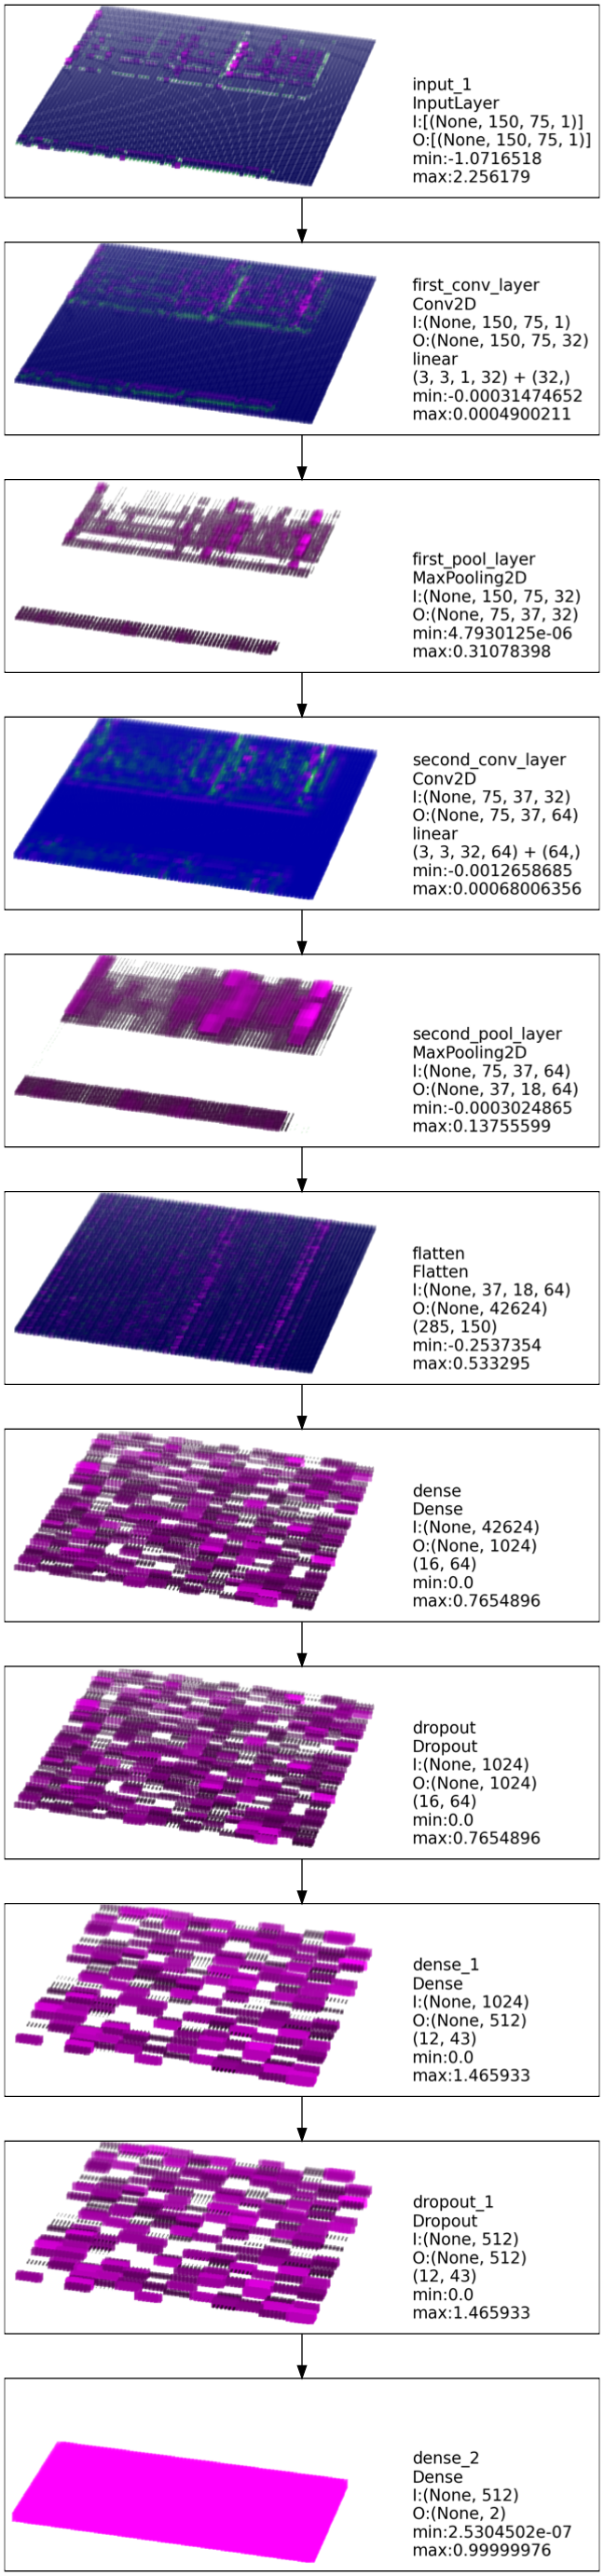 input_1
InputLayer
I:[(None, 150, 75, 1)]
O:[(None, 150, 75, 1)]
min:-1.0716518
max:2.256179
first_conv_layer
Conv2D
I:(None, 150, 75, 1)
O:(None, 150, 75, 32)
linear
(3, 3, 1, 32) + (32,)
min:-0.00031474652
max:0.0004900211
first_pool_layer
MaxPooling2D
I:(None, 150, 75, 32)
O:(None, 75, 37, 32)
min:4.7930125e-06
max:0.31078398
second_conv_layer
Conv2D
I:(None, 75, 37, 32)
O:(None, 75, 37, 64)
linear
(3, 3, 32, 64) + (64,)
min:-0.0012658685
max:0.00068006356
second_pool_layer
MaxPooling2D
I:(None, 75, 37, 64)
O:(None, 37, 18, 64)
min:-0.0003024865
max:0.13755599
flatten
Flatten
I:(None, 37, 18, 64)
O:(None, 42624)
(285, 150)
min:-0.2537354
max:0.533295
dense
Dense
I:(None, 42624)
O:(None, 1024)
(16, 64)
min:0.0
max:0.7654896
dropout
Dropout
I:(None, 1024)
O:(None, 1024)
(16, 64)
min:0.0
max:0.7654896
dense_1
Dense
I:(None, 1024)
O:(None, 512)
(12, 43)
min:0.0
max:1.465933
dropout_1
Dropout
I:(None, 512)
O:(None, 512)
(12, 43)
min:0.0
max:1.465933
dense_2
Dense
I:(None, 512)
O:(None, 2)
min:2.5304502e-07
max:0.99999976